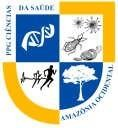 PPG CIÊNCIAS DA SAÚDE
AMAZÔNIA OCIDENTAL